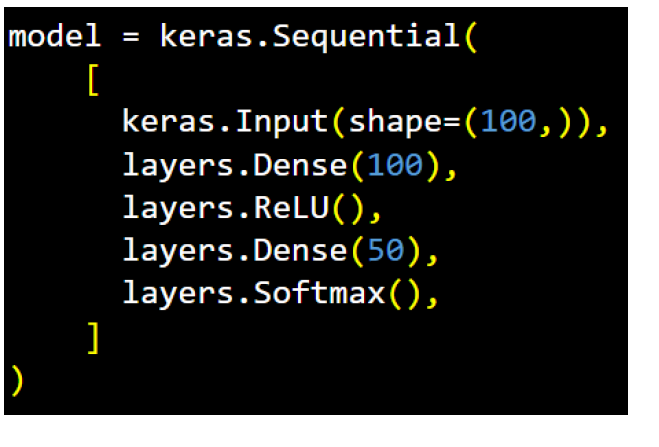 model = keras.Sequential(
    [
      keras.Input(shape=(100,)),
      layers.Dense(100),
      layers.ReLU(),
      layers.Dense(50),
      layers.Softmax(),
    ]
)